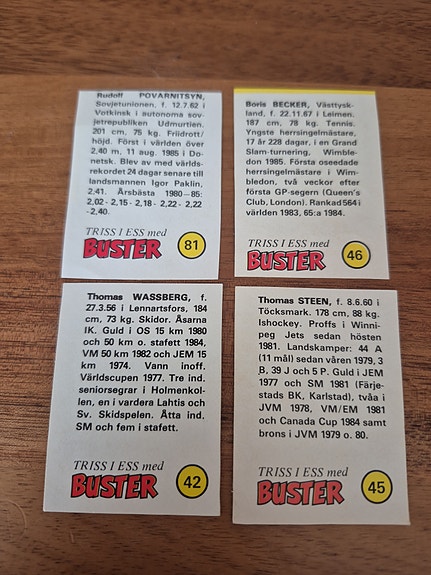 Rudolf POVARNITSYN,
Sovjetunionen, f. 12.7.62 i
Votkinsk i autonoma sov-
jetrepubliken Udmurtien.
201 cm, 75 kg. Friidrott/
höjd. Först i världen över
2,40 m, 11 aug. 1985 i Do-
netsk. Blev av med världs-
rekordet 24 dagar senare till
landsmannen Igor Paklin,
2,41. Årsbästa 1980-85:
2,02 - 2,15 - 2,18 - 2,22 - 2,22
-2,40.
TRISS I ESS med
BUSTER
81
Boris BECKER, Västtysk-
land, f. 22.11.67 i Leimen.
187 cm, 78 kg. Tennis.
Yngste herrsingelmästare,
17 år 228 dagar, i en Grand
Slam-turnering, Wimble-
don 1985. Första oseedade
herrsingelmästare i Wim-
bledon, två veckor efter
första GP-segern (Queen's
Club, London). Rankad 564 i
världen 1983, 65:a 1984.
TRISS I ESS med
BUSTER
46
Thomas WASSBERG, f.
27.3.56 i Lennartsfors, 184
cm, 73 kg. Skidor. Åsarna
IK. Guld i OS 15 km 1980
och 50 km o. stafett 1984,
VM 50 km 1982 och JEM 15
km 1974. Vann inoff.
Världscupen 1977. Tre ind.
seniorsegrar i Holmenkol-
len, en i vardera Lahtis och
Sv. Skidspelen. Åtta ind.
SM och fem i stafett.
TRISS I ESS med
BUSTER
42
Thomas STEEN, f. 8.6.60 i
Töcksmark. 178 cm, 88 kg.
Ishockey. Proffs i Winni-
peg Jets sedan hösten
1981. Landskamper: 44 A
(11 mål) sedan våren 1979, 3
B, 39 J och 5 P. Guld i JEM
1977 och SM 1981 (Färje-
stads BK, Karlstad), tvåa i
JVM 1978, VM/EM 1981
och Canada Cup 1984 samt
brons i JVM 1979 o. 80.
TRISS I ESS med
BUSTER
45